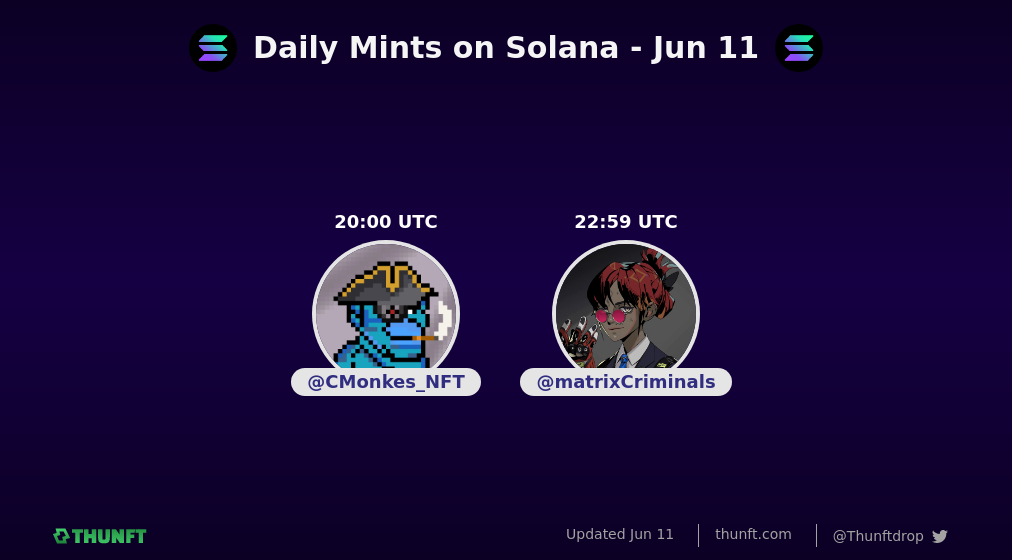 Daily Mints on Solana - Jun 11
20:00 UTC
22:59 UTC
@CMonkes_NFT
@matrixCriminals
THUNFT
Updated Jun 11
thunft.com
@Thunftdrop